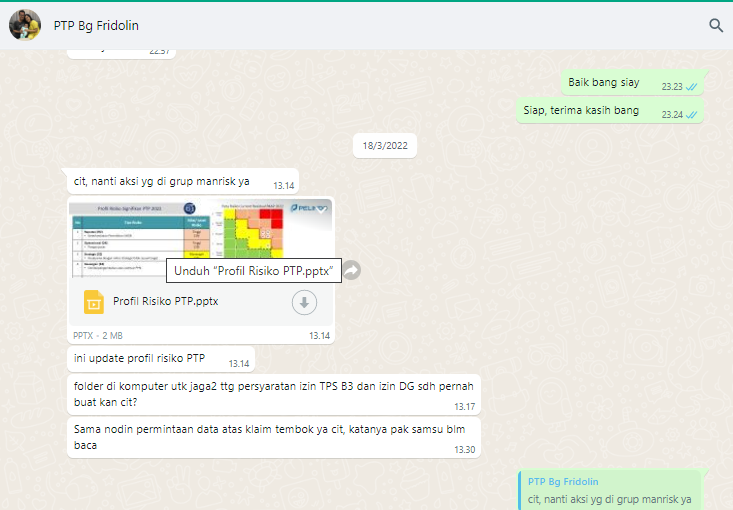 PTP Bg Fridolin
22.57
Baik bang siay 23.23
Siap, terima kasih bang 23.24
18/3/2022
cit, nanti aksi yg di grup manrisk ya 13.14
Profil Risiko Signifikan PTP 2022
Unduh “Profil Risiko PTP.pptx”
Profil Risiko PTP.pptx
PPTX • 2 MB 13.14
ini update profil risiko PTP 13.14
folder di komputer utk jaga2 ttg persyaratan izin TPS B3 dan izin DG sdh pernah
buat kan cit? 13.17
Sama nodin permintaan data atas klaim tembok ya cit, katanya pak samsu blm
baca 13.30
PTP Bg Fridolin
cit, nanti aksi yg di grup manrisk ya